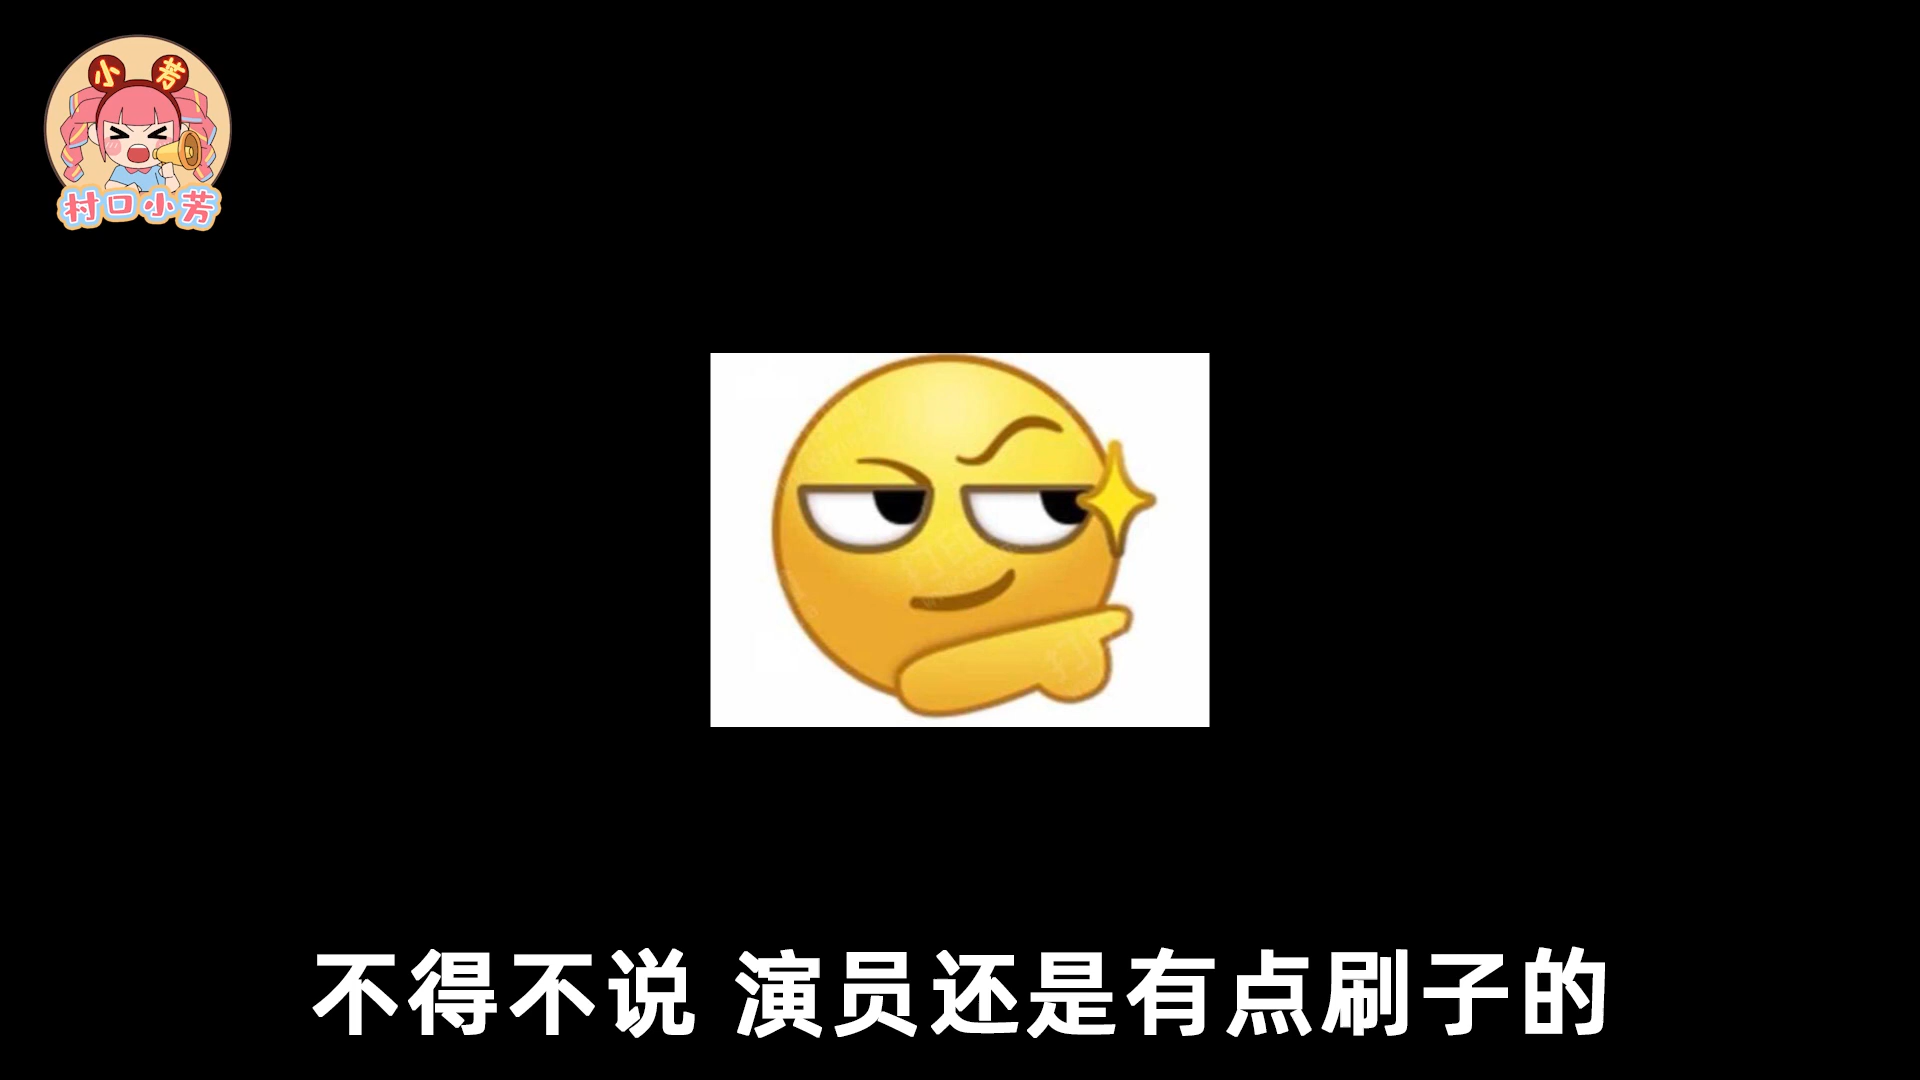 小 芳
村口小芳
不得不说 演员还是有点刷子的